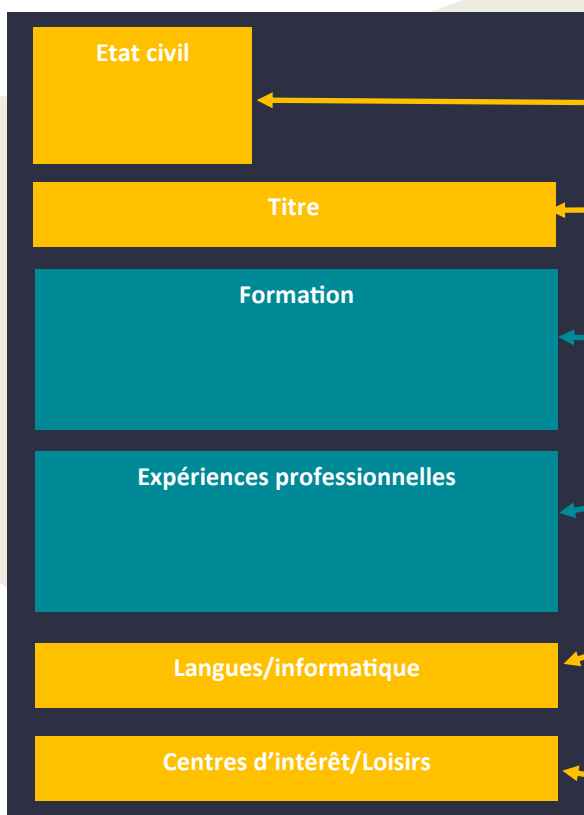 Etat civil
Titre
Formation
Expériences professionnelles
Langues/informatique
Centres d’intérêt/Loisirs